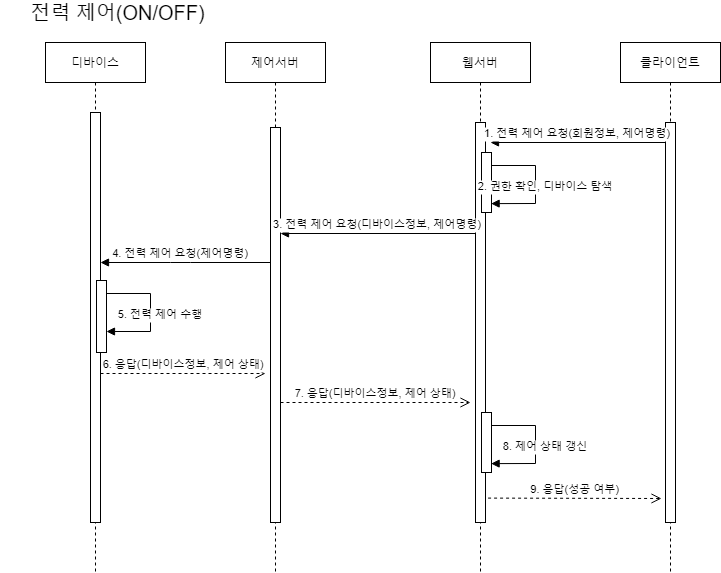 전력 제어(ON/OFF)
디바이스
제어서버
웹서버
클라이언트
1. 전력 제어 요청(회원정보, 제어명령)
2. 권한 확인, 디바이스 탐색
3. 전력 제어 요청(디바이스정보, 제어명령)
4. 전력 제어 요청(제어명령)
5. 전력 제어 수행
6. 응답(디바이스정보, 제어 상태)
7. 응답(디바이스정보, 제어 상태)
8. 제어 상태 갱신
9. 응답(성공 여부)